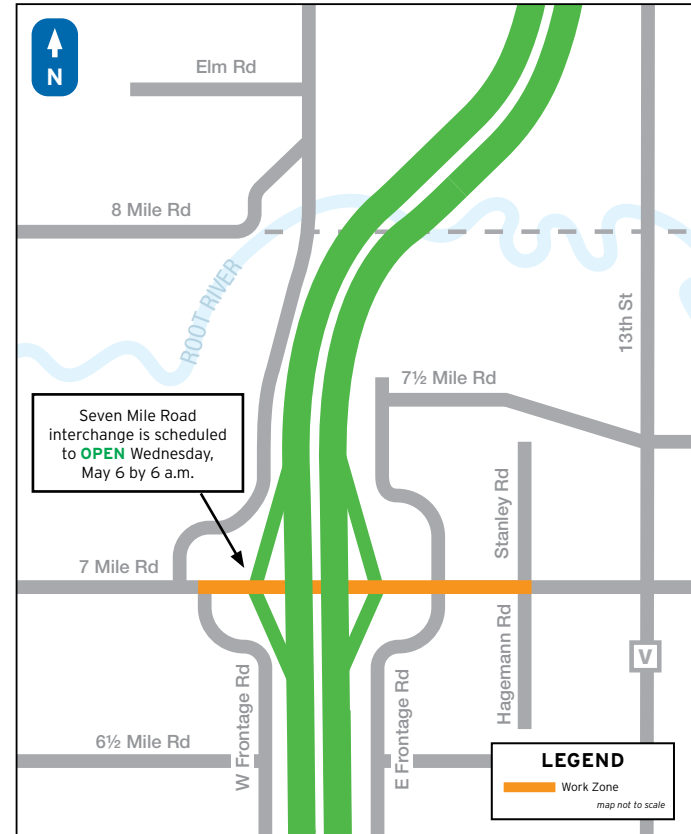 N
Elm Rd
8 Mile Rd
ROOT RIVER
13th St
7½ Mile Rd
Seven Mile Road
interchange is scheduled
to OPEN Wednesday,
May 6 by 6 a.m.
Stanley Rd
7 Mile Rd
Hagemann Rd
V
W Frontage Rd
E Frontage Rd
6½ Mile Rd
LEGEND
Work Zone
map not to scale